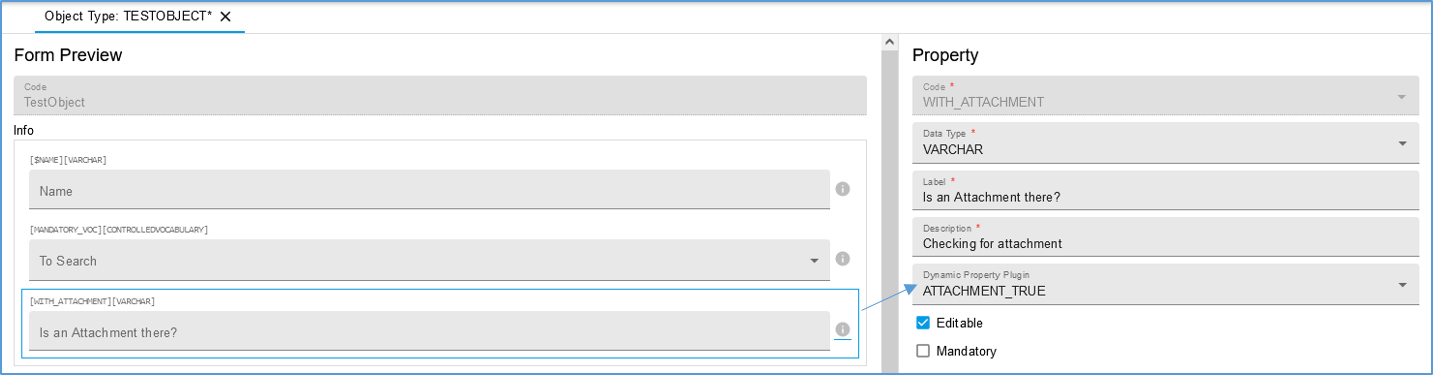 Object Type: TESTOBJECT*
Form Preview
Code
TestObject
Info
[$NAME][VARCHAR]
Name
[MANDATORY_VOC][CONTROLLEDVOCABULARY]
To Search
[WITH_ATTACHMENT][VARCHAR]
Is an Attachment there?
Property
Code *
WITH_ATTACHMENT
Data Type *
VARCHAR
Label *
Is an Attachment there?
Description *
Checking for attachment
Dynamic Property Plugin
ATTACHMENT_TRUE
Editable
Mandatory